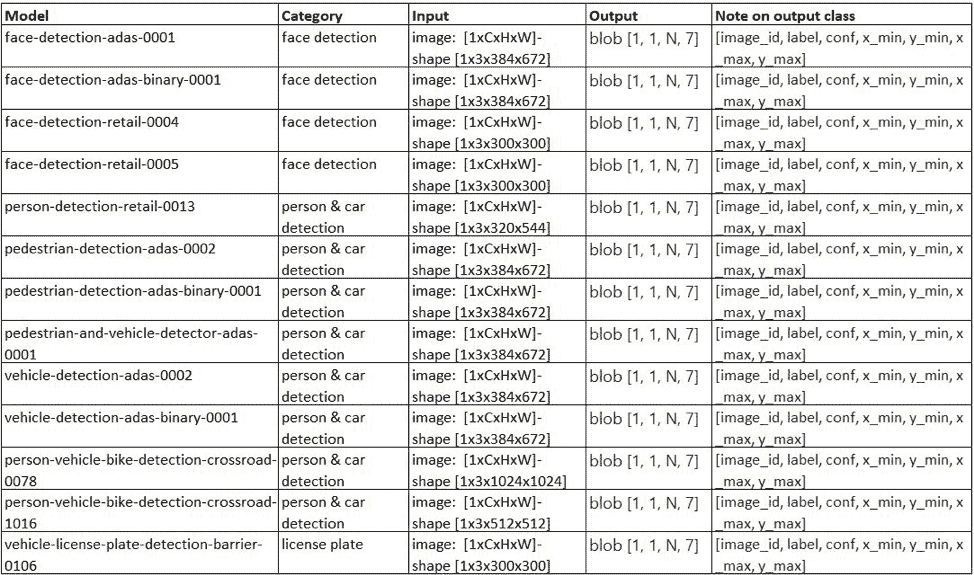 Model Category Input Output Note on output class
face-detection-adas-0001 face detection image: [1xCxHxW]- blob [1, 1, N, 7] [image_id, label, conf, x_min, y_min, x
shape [1x3x384x672] _max, y_max]
face-detection-adas-binary-0001 face detection image: [1xCxHxW]- blob [1, 1, N, 7] [image_id, label, conf, x_min, y_min, x
shape [1x3x384x672] _max, y_max]
face-detection-retail-0004 face detection image: [1xCxHxW]- blob [1, 1, N, 7] [image_id, label, conf, x_min, y_min, x
shape [1x3x300x300] _max, y_max]
face-detection-retail-0005 face detection image: [1xCxHxW]- blob [1, 1, N, 7] [image_id, label, conf, x_min, y_min, x
shape [1x3x300x300] _max, y_max]
person-detection-retail-0013 person & car image: [1xCxHxW]- blob [1, 1, N, 7] [image_id, label, conf, x_min, y_min, x
detection shape [1x3x320x544] _max, y_max]
pedestrian-detection-adas-0002 person & car image: [1xCxHxW]- blob [1, 1, N, 7] [image_id, label, conf, x_min, y_min, x
detection shape [1x3x384x672] _max, y_max]
pedestrian-detection-adas-binary-0001 person & car image: [1xCxHxW]- blob [1, 1, N, 7] [image_id, label, conf, x_min, y_min, x
detection shape [1x3x384x672] _max, y_max]
pedestrian-and-vehicle-detector-adas- person & car image: [1xCxHxW]- blob [1, 1, N, 7] [image_id, label, conf, x_min, y_min, x
0001 detection shape [1x3x384x672] _max, y_max]
vehicle-detection-adas-0002 person & car image: [1xCxHxW]- blob [1, 1, N, 7] [image_id, label, conf, x_min, y_min, x
detection shape [1x3x384x672] _max, y_max]
vehicle-detection-adas-binary-0001 person & car image: [1xCxHxW]- blob [1, 1, N, 7] [image_id, label, conf, x_min, y_min, x
detection shape [1x3x384x672] _max, y_max]
person-vehicle-bike-detection-crossroad- person & car image: [1xCxHxW]- blob [1, 1, N, 7] [image_id, label, conf, x_min, y_min, x
0078 detection shape [1x3x1024x1024] _max, y_max]
person-vehicle-bike-detection-crossroad- person & car image: [1xCxHxW]- blob [1, 1, N, 7] [image_id, label, conf, x_min, y_min, x
1016 detection shape [1x3x512x512] _max, y_max]
vehicle-license-plate-detection-barrier- license plate image: [1xCxHxW]- blob [1, 1, N, 7] [image_id, label, conf, x_min, y_min, x
0106 shape [1x3x300x300] _max, y_max]